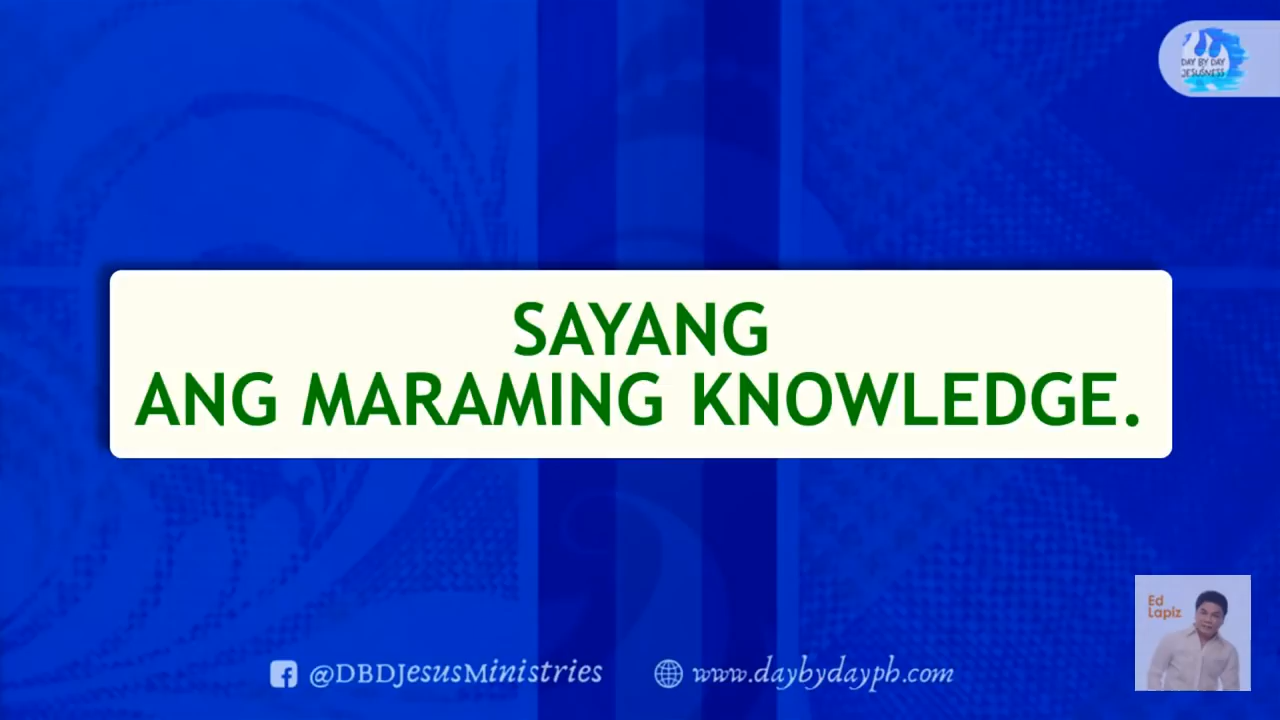 DAY BY DAY
JESUSNESS
SAYANG
ANG MARAMING KNOWLEDGE.
Ed
Lapiz
@DBDJesusMinistries
www.daybydayph.com